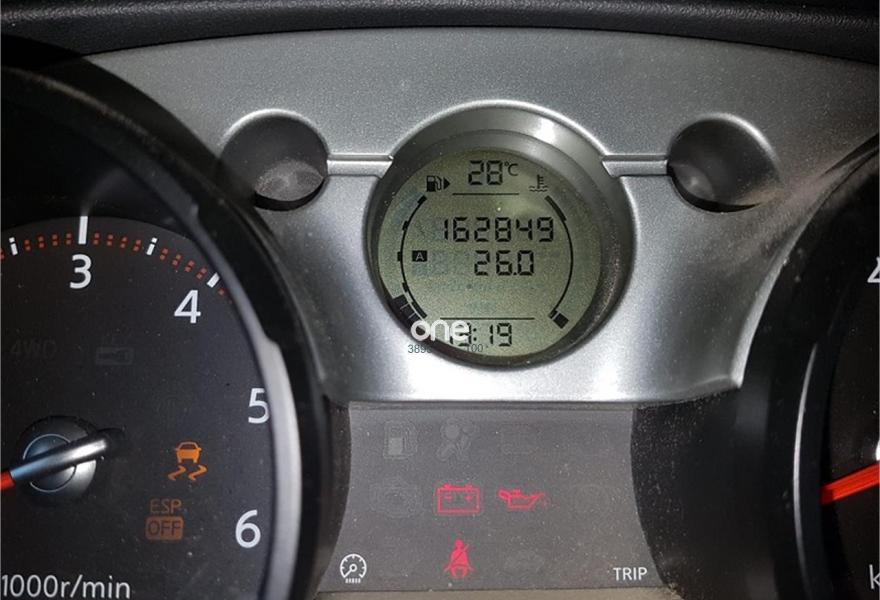 28°C
162849
A 26.0
:19
one
3
4
5
6
ESP
OFF
1000r/min
TRIP
4WD